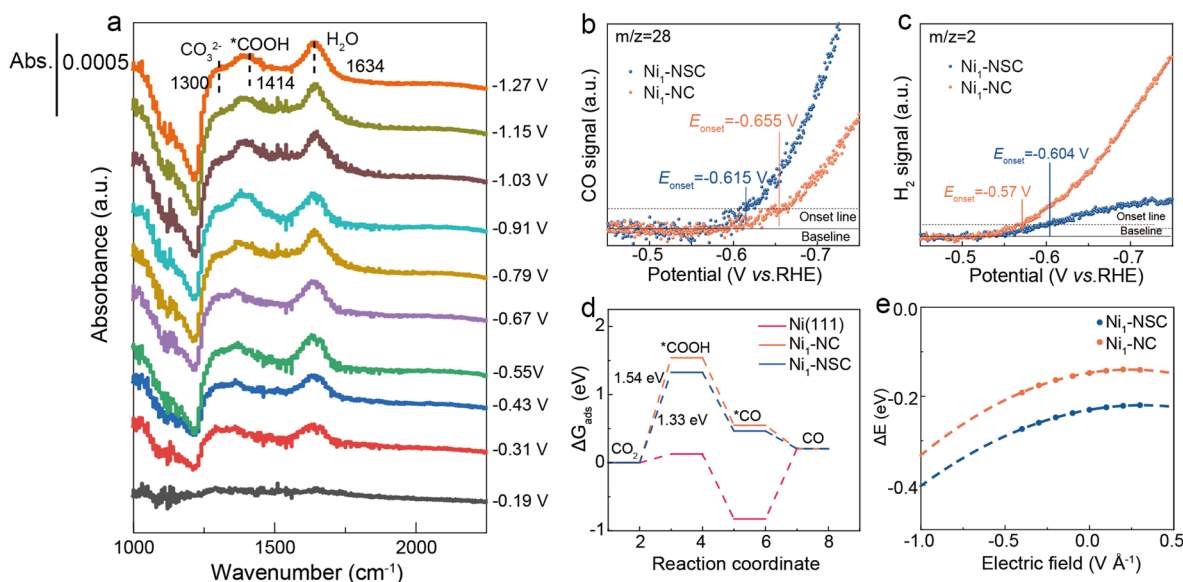 a
Abs.
0.0005
CO₃²⁻
*COOH
H₂O
1300
1414
1634
-1.27 V
-1.15 V
-1.03 V
-0.91 V
-0.79 V
-0.67 V
-0.55V
-0.43 V
-0.31 V
-0.19 V
Absorbance (a.u.)
1000
1500
2000
Wavenumber (cm⁻¹)
b
m/z=28
Ni₁-NSC
Ni₁-NC
Eonset=-0.655 V
Eonset=-0.615 V
Onset line
Baseline
CO signal (a.u.)
-0.5
-0.6
-0.7
Potential (V vs.RHE)
c
m/z=2
Ni₁-NSC
Ni₁-NC
Eonset=-0.604 V
Eonset=-0.57 V
Onset line
Baseline
H₂ signal (a.u.)
-0.5
-0.6
-0.7
Potential (V vs.RHE)
d
Ni(111)
Ni₁-NC
Ni₁-NSC
*COOH
1.54 eV
1.33 eV
*CO
CO₂
CO
ΔGads (eV)
2
1
0
-1
1 2 3 4 5 6 7 8 9
Reaction coordinate
e
Ni₁-NSC
Ni₁-NC
ΔE (eV)
0.0
-0.2
-0.4
-1.0
-0.5
0.0
0.5
Electric field (V Å⁻¹)